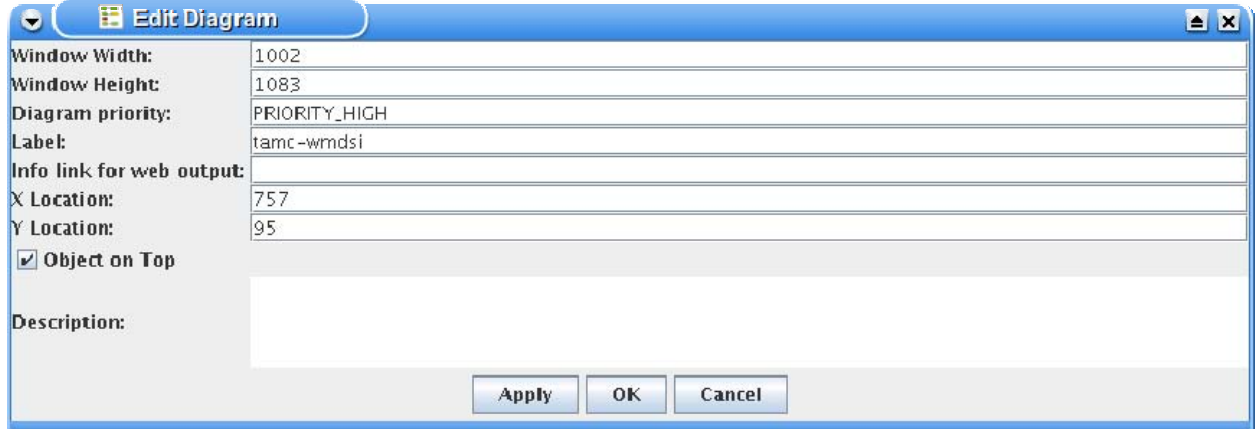 Edit Diagram
Window Width: 1002
Window Height: 1083
Diagram priority: PRIORITY_HIGH
Label: tamc-wmdsi
Info link for web output:
X Location: 757
Y Location: 95
Object on Top
Description:
Apply OK Cancel